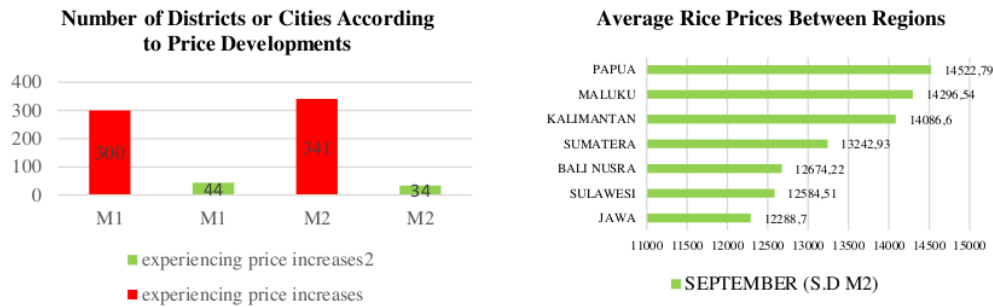 Number of Districts or Cities According
to Price Developments
400
300
200
100
0
300
44
341
34
M1
M1
M2
M2
experiencing price increases2
experiencing price increases
Average Rice Prices Between Regions
PAPUA
14522,79
MALUKU
14296,54
KALIMANTAN
14086,6
SUMATERA
13242,93
BALI NUSRA
12674,22
SULAWESI
12584,51
JAWA
12288,7
11000 11500 12000 12500 13000 13500 14000 14500 15000
SEPTEMBER (S.D M2)